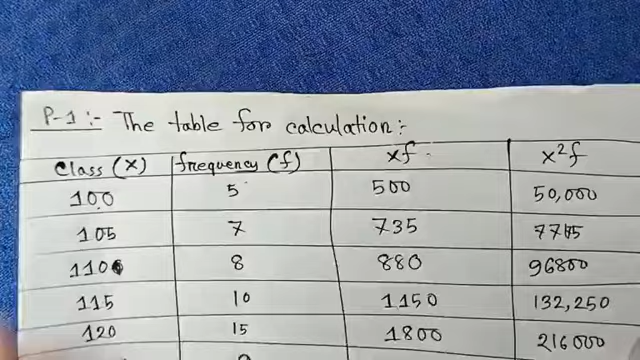 P-1:- The table for calculation:-
Class (x) frequency (f) xf x²f
100 5 500 50,000
105 7 735 7715
110 8 880 96800
115 10 1150 132,250
120 15 1800 216000